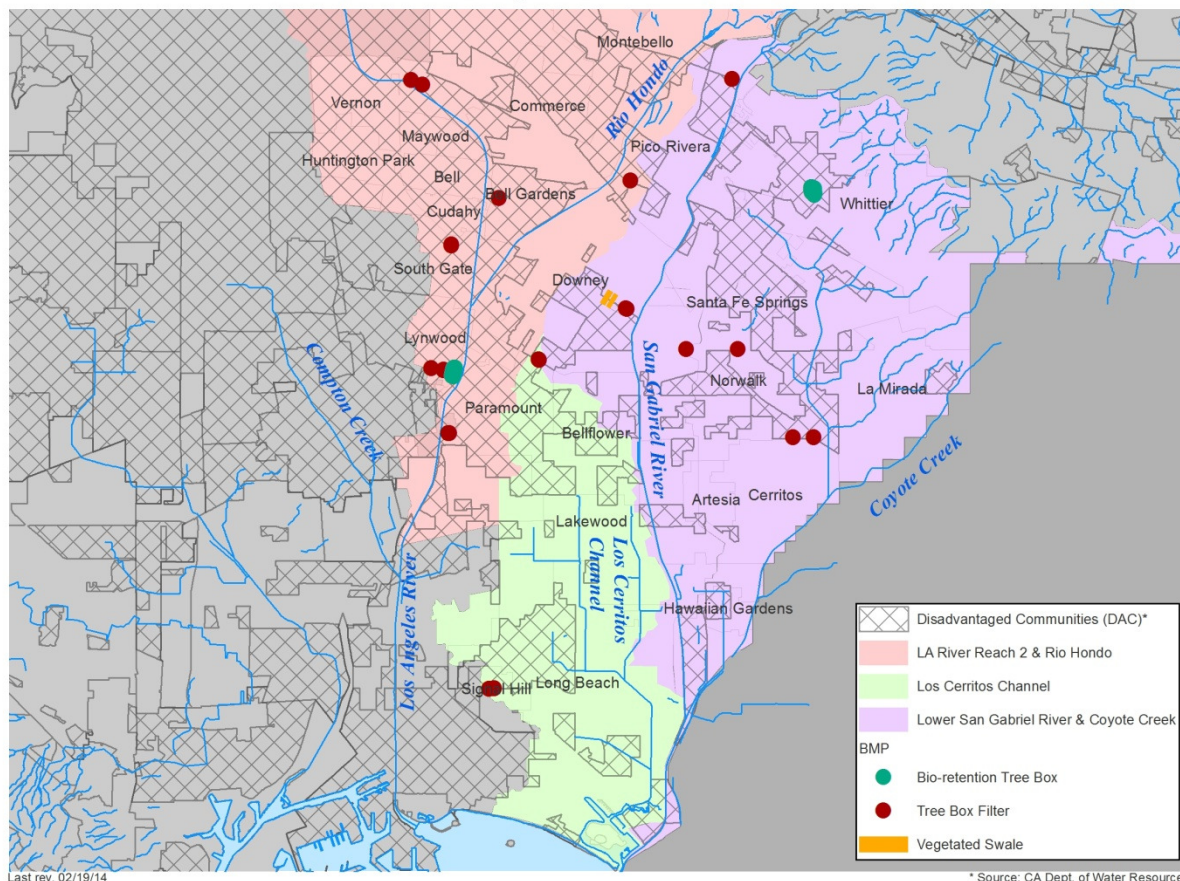 Montebello
Vernon
Commerce
Rio Hondo
Maywood
Huntington Park
Pico Rivera
Bell
Bell Gardens
Whittier
Cudahy
South Gate
Downey
Santa Fe Springs
Lynwood
San Gabriel River
Compton Creek
Norwalk
La Mirada
Paramount
Bellflower
Coyote Creek
Artesia
Cerritos
Lakewood
Los Cerritos
Channel
Los Angeles River
Hawaiian Gardens
Signal Hill
Long Beach
Disadvantaged Communities (DAC)*
LA River Reach 2 & Rio Hondo
Los Cerritos Channel
Lower San Gabriel River & Coyote Creek
BMP
Bio-retention Tree Box
Tree Box Filter
Vegetated Swale
Last rev. 02/19/14
* Source: CA Dept. of Water Resource